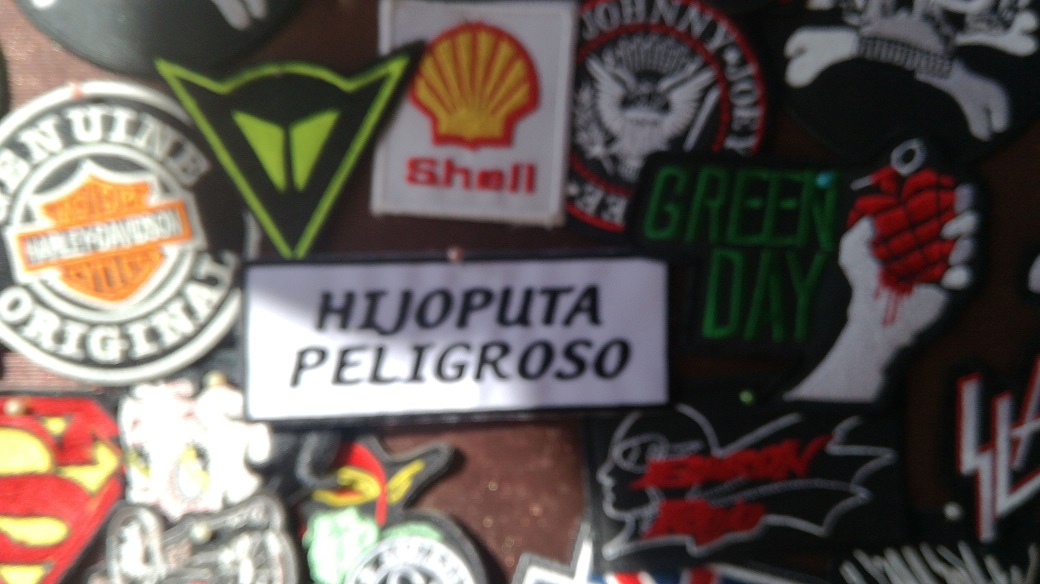 GENUINE
HARLEY-DAVIDSON
ORIGINAL
Shell
JOHNNY • JOEY
GREEN
DAY
HIJOPUTA
PELIGROSO